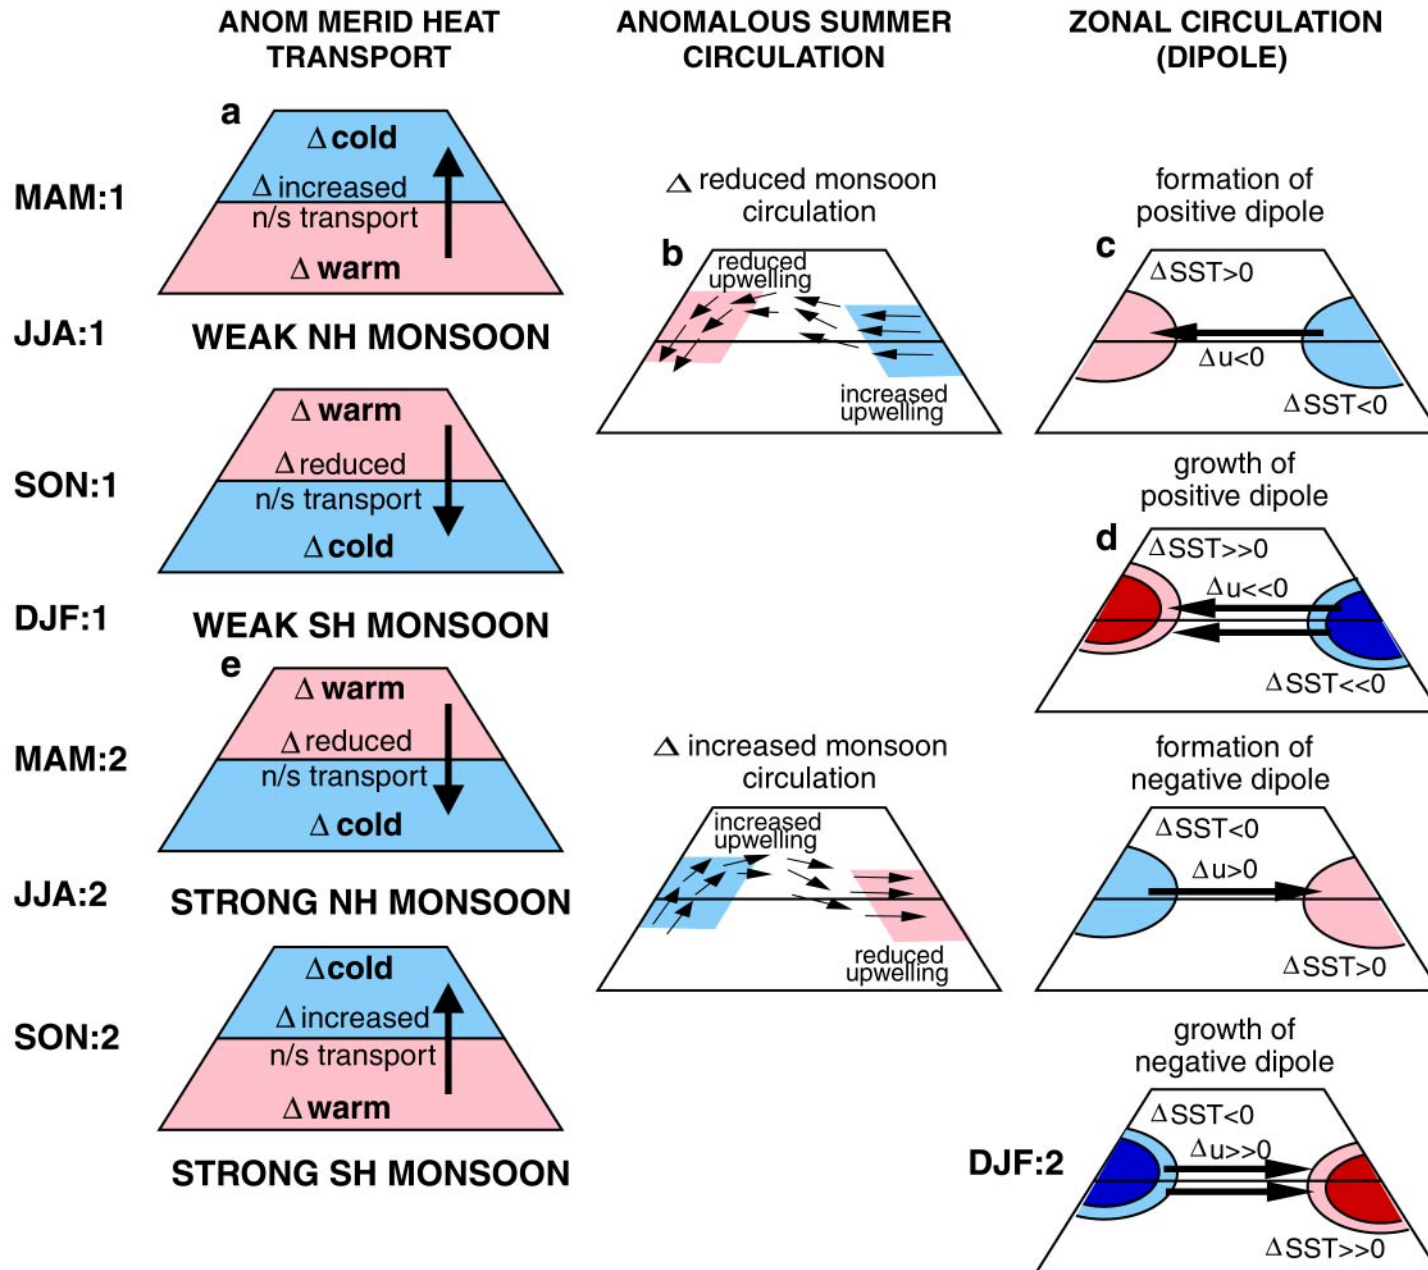 ANOM MERID HEAT
TRANSPORT
ANOMALOUS SUMMER
CIRCULATION
ZONAL CIRCULATION
(DIPOLE)
MAM:1
a
Δ cold
Δ increased
n/s transport
Δ warm
Δ reduced monsoon
circulation
b
reduced
upwelling
increased
upwelling
formation of
positive dipole
c
ΔSST>0
Δu<0
ΔSST<0
JJA:1
WEAK NH MONSOON
SON:1
Δ warm
Δ reduced
n/s transport
Δ cold
growth of
positive dipole
d
ΔSST>>0
Δu<<0
ΔSST<<0
DJF:1
WEAK SH MONSOON
MAM:2
e
Δ warm
Δ reduced
n/s transport
Δ cold
Δ increased monsoon
circulation
increased
upwelling
reduced
upwelling
formation of
negative dipole
ΔSST<0
Δu>0
ΔSST>0
JJA:2
STRONG NH MONSOON
SON:2
Δcold
Δ increased
n/s transport
Δ warm
STRONG SH MONSOON
growth of
negative dipole
DJF:2
ΔSST<0
Δu>>0
ΔSST>>0